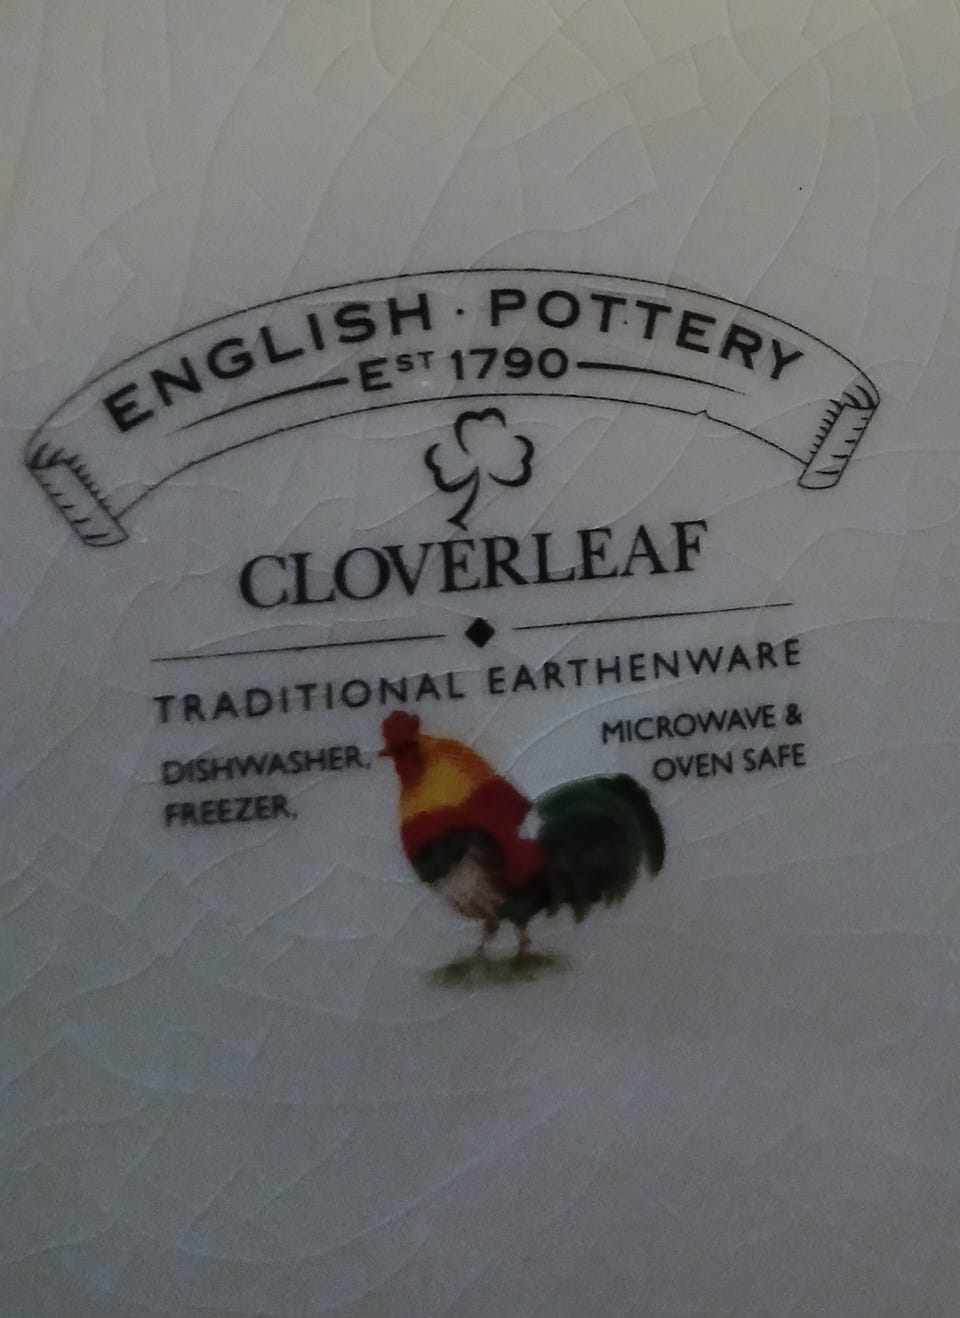 ENGLISH · POTTERY
EST 1790
CLOVERLEAF
TRADITIONAL EARTHENWARE
DISHWASHER,
FREEZER,
MICROWAVE &
OVEN SAFE